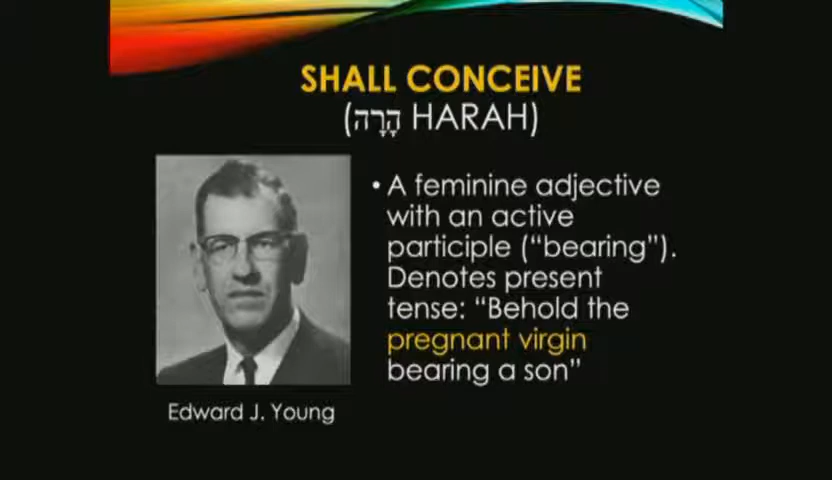 SHALL CONCEIVE
(הָרָה HARAH)
• A feminine adjective
with an active
participle (“bearing”).
Denotes present
tense: “Behold the
pregnant virgin
bearing a son”
Edward J. Young